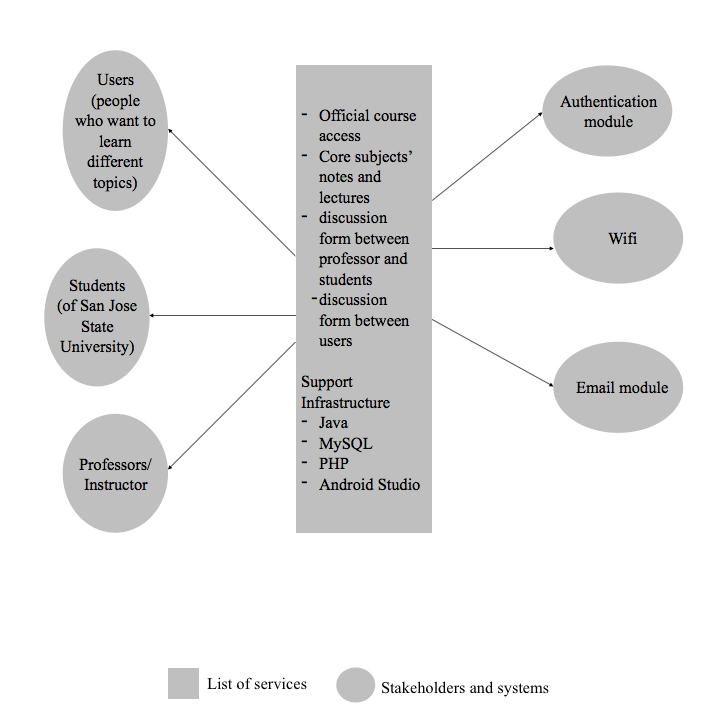 Users
(people
who want to
learn
different
topics)
Students
(of San Jose
State
University)
Professors/
Instructor
- Official course
access
- Core subjects’
notes and
lectures
- discussion
form between
professor and
students
-discussion
form between
users
Support
Infrastructure
- Java
- MySQL
- PHP
- Android Studio
Authentication
module
Wifi
Email module
List of services
Stakeholders and systems